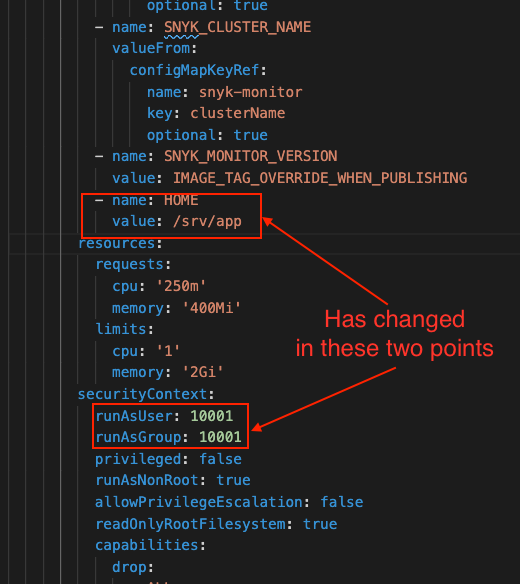 optional: true
- name: SNYK_CLUSTER_NAME
valueFrom:
configMapKeyRef:
name: snyk-monitor
key: clusterName
optional: true
- name: SNYK_MONITOR_VERSION
value: IMAGE_TAG_OVERRIDE_WHEN_PUBLISHING
- name: HOME
value: /srv/app
resources:
requests:
cpu: '250m'
memory: '400Mi'
limits:
cpu: '1'
memory: '2Gi'
securityContext:
runAsUser: 10001
runAsGroup: 10001
privileged: false
runAsNonRoot: true
allowPrivilegeEscalation: false
readOnlyRootFilesystem: true
capabilities:
drop:
Has changed
in these two points